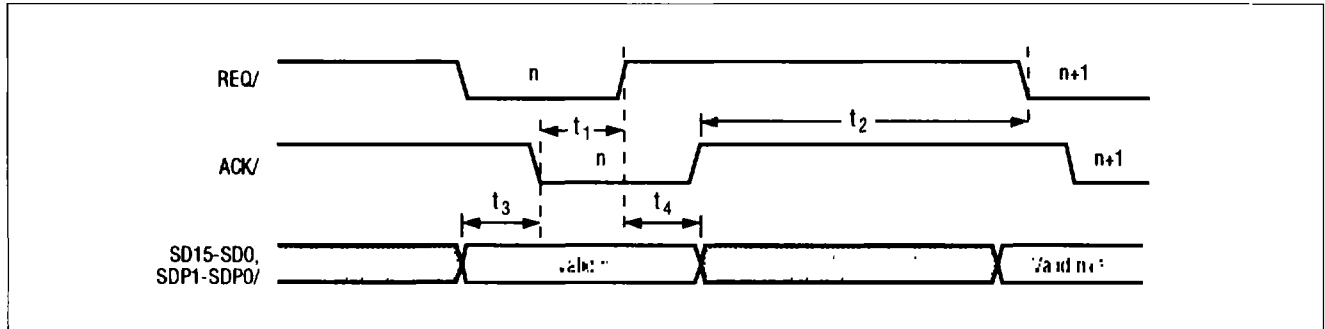 REQ/
n
n+1
t1
t2
ACK/
n
n+1
t3
t4
SD15-SD0,
SDP1-SDP0/